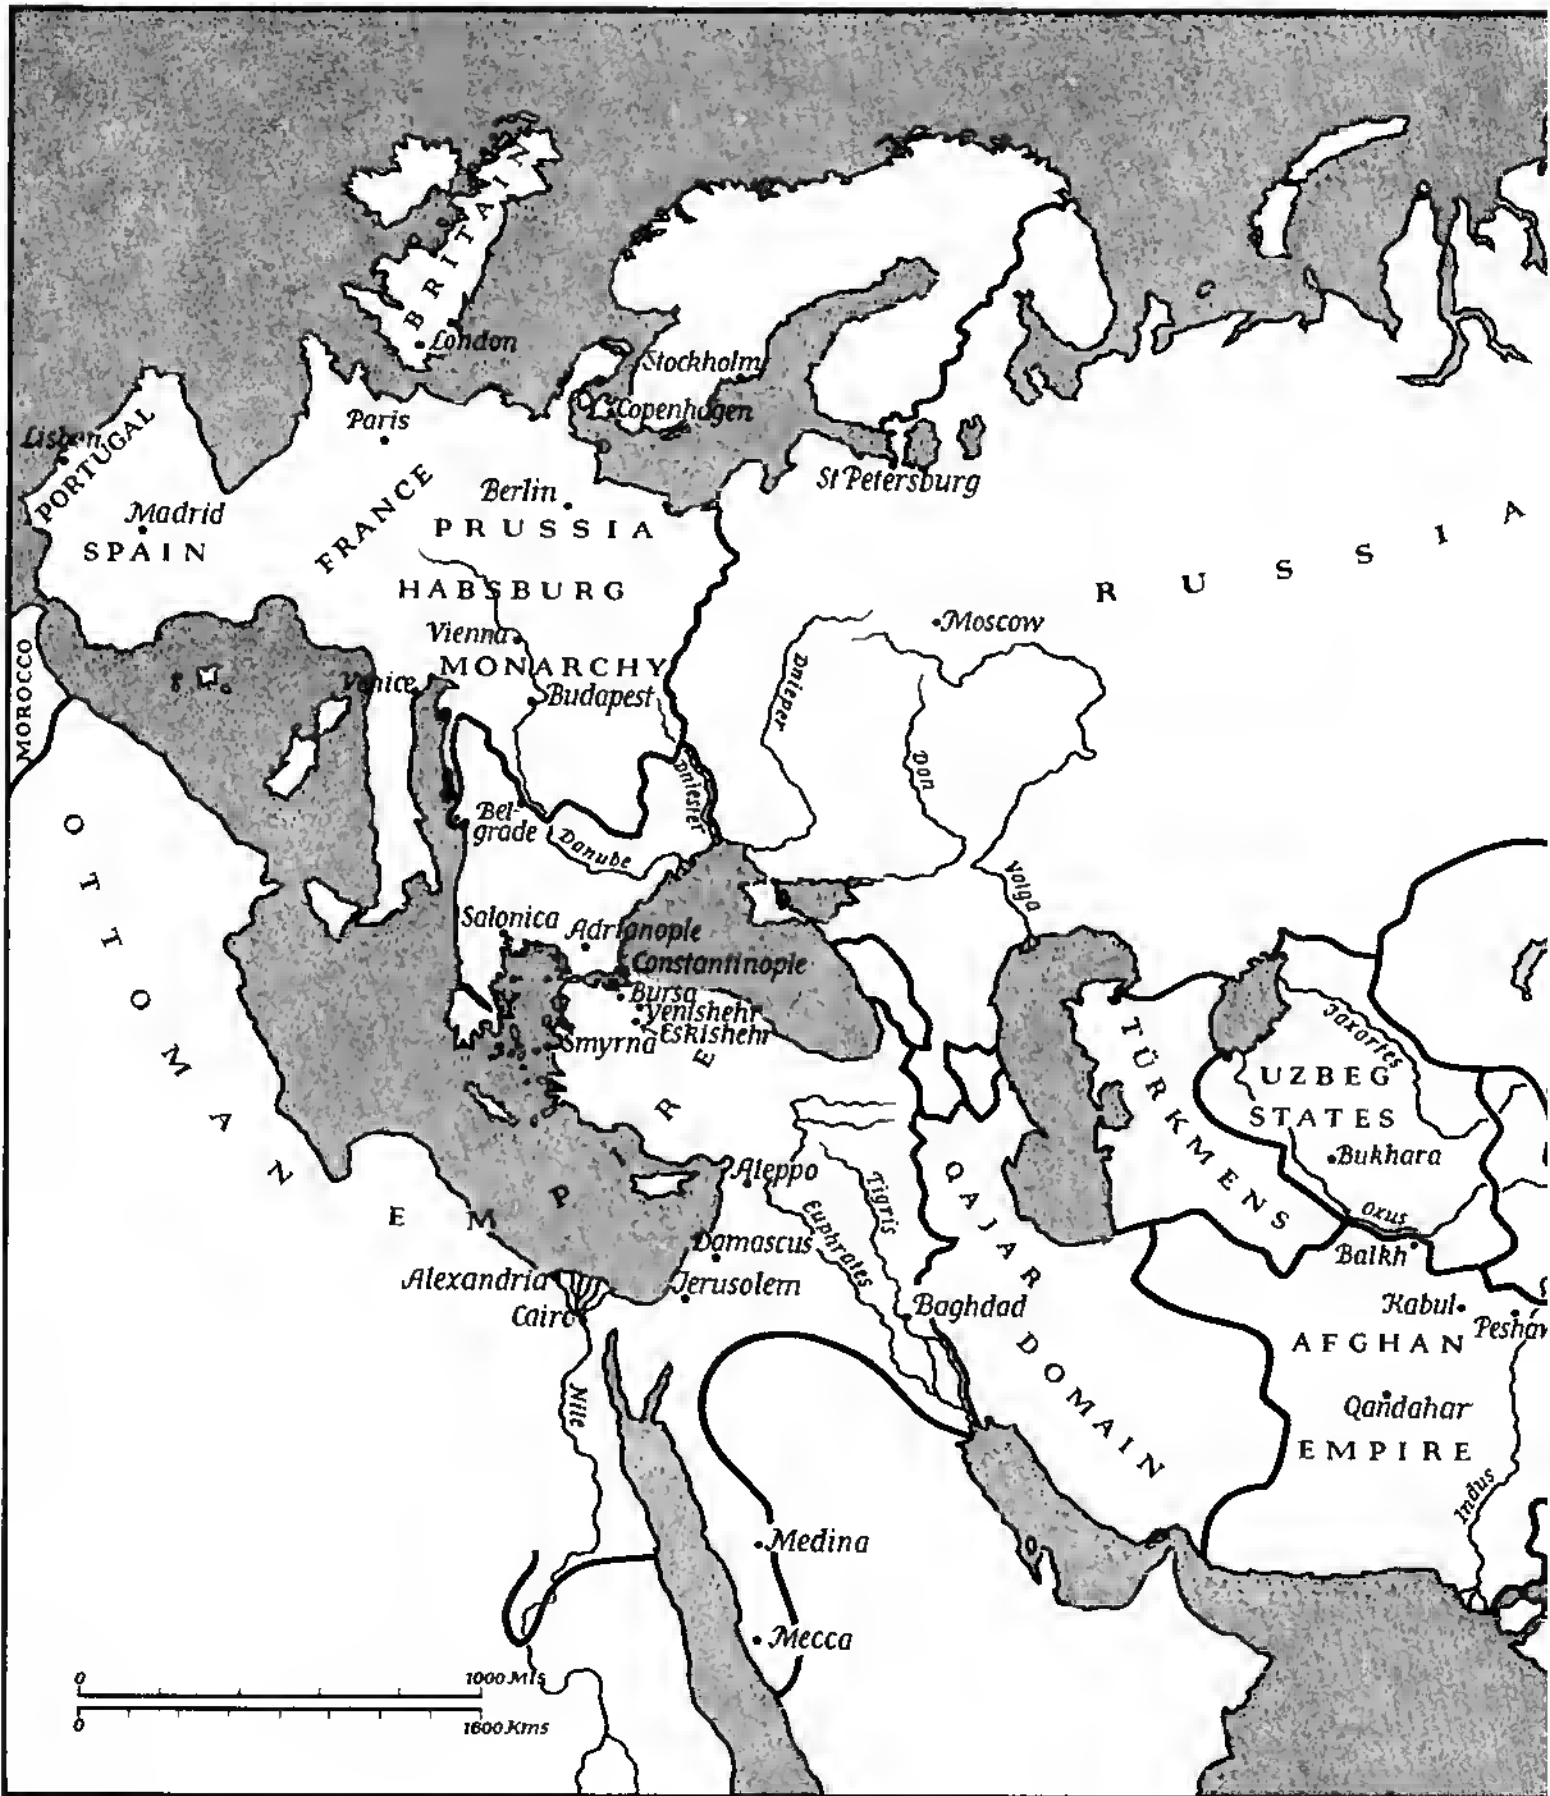 BRITAIN
London
Stockholm
Copenhagen
Paris
Lisbon
PORTUGAL
Madrid
SPAIN
FRANCE
Berlin
PRUSSIA
St Petersburg
RUSSIA
HABSBURG
MONARCHY
Vienna
Budapest
Moscow
Venice
MOROCCO
Dnieper
Don
Dniester
Volga
Bel-
grade
Danube
OTTOMAN EMPIRE
Salonica
Adrianople
Constantinople
Bursa
Yenishehr
Eskishehr
Smyrna
TÜRKMENS
Jaxartes
UZBEG
STATES
Bukhara
Oxus
Balkh
Aleppo
Tigris
Euphrates
QAJAR DOMAIN
Damascus
Jerusolem
Alexandria
Cairo
Baghdad
Kabul
AFGHAN
EMPIRE
Qandahar
Indus
Nile
Medina
Mecca
0 1000 Mls
0 1600 Kms